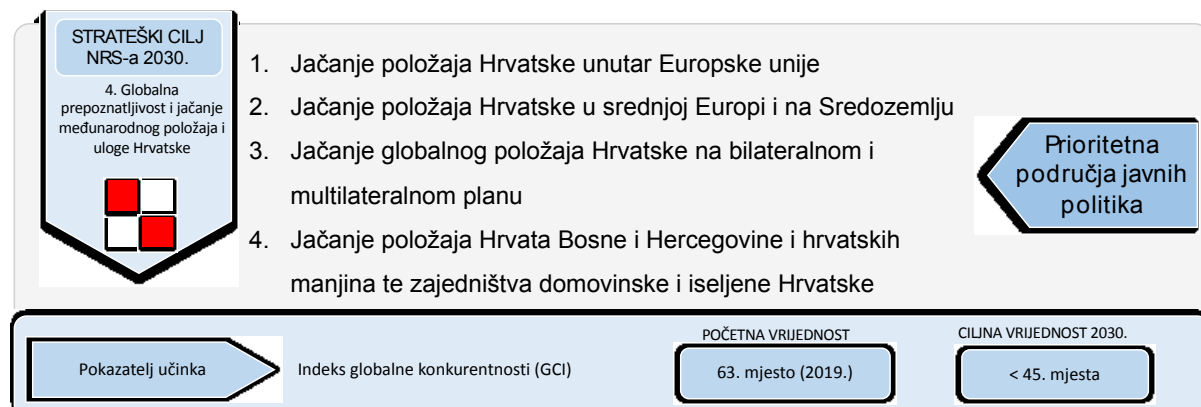 STRATEŠKI CILJ
NRS-a 2030.
4. Globalna
prepoznatljivost i jačanje
međunarodnog položaja i
uloge Hrvatske
1. Jačanje položaja Hrvatske unutar Europske unije
2. Jačanje položaja Hrvatske u srednjoj Europi i na Sredozemlju
3. Jačanje globalnog položaja Hrvatske na bilateralnom i
multilateralnom planu
4. Jačanje položaja Hrvata Bosne i Hercegovine i hrvatskih
manjina te zajedništva domovinske i iseljene Hrvatske
Prioritetna
područja javnih
politika
Pokazatelj učinka
Indeks globalne konkurentnosti (GCI)
POČETNA VRIJEDNOST
63. mjesto (2019.)
CILJNA VRIJEDNOST 2030.
< 45. mjesta